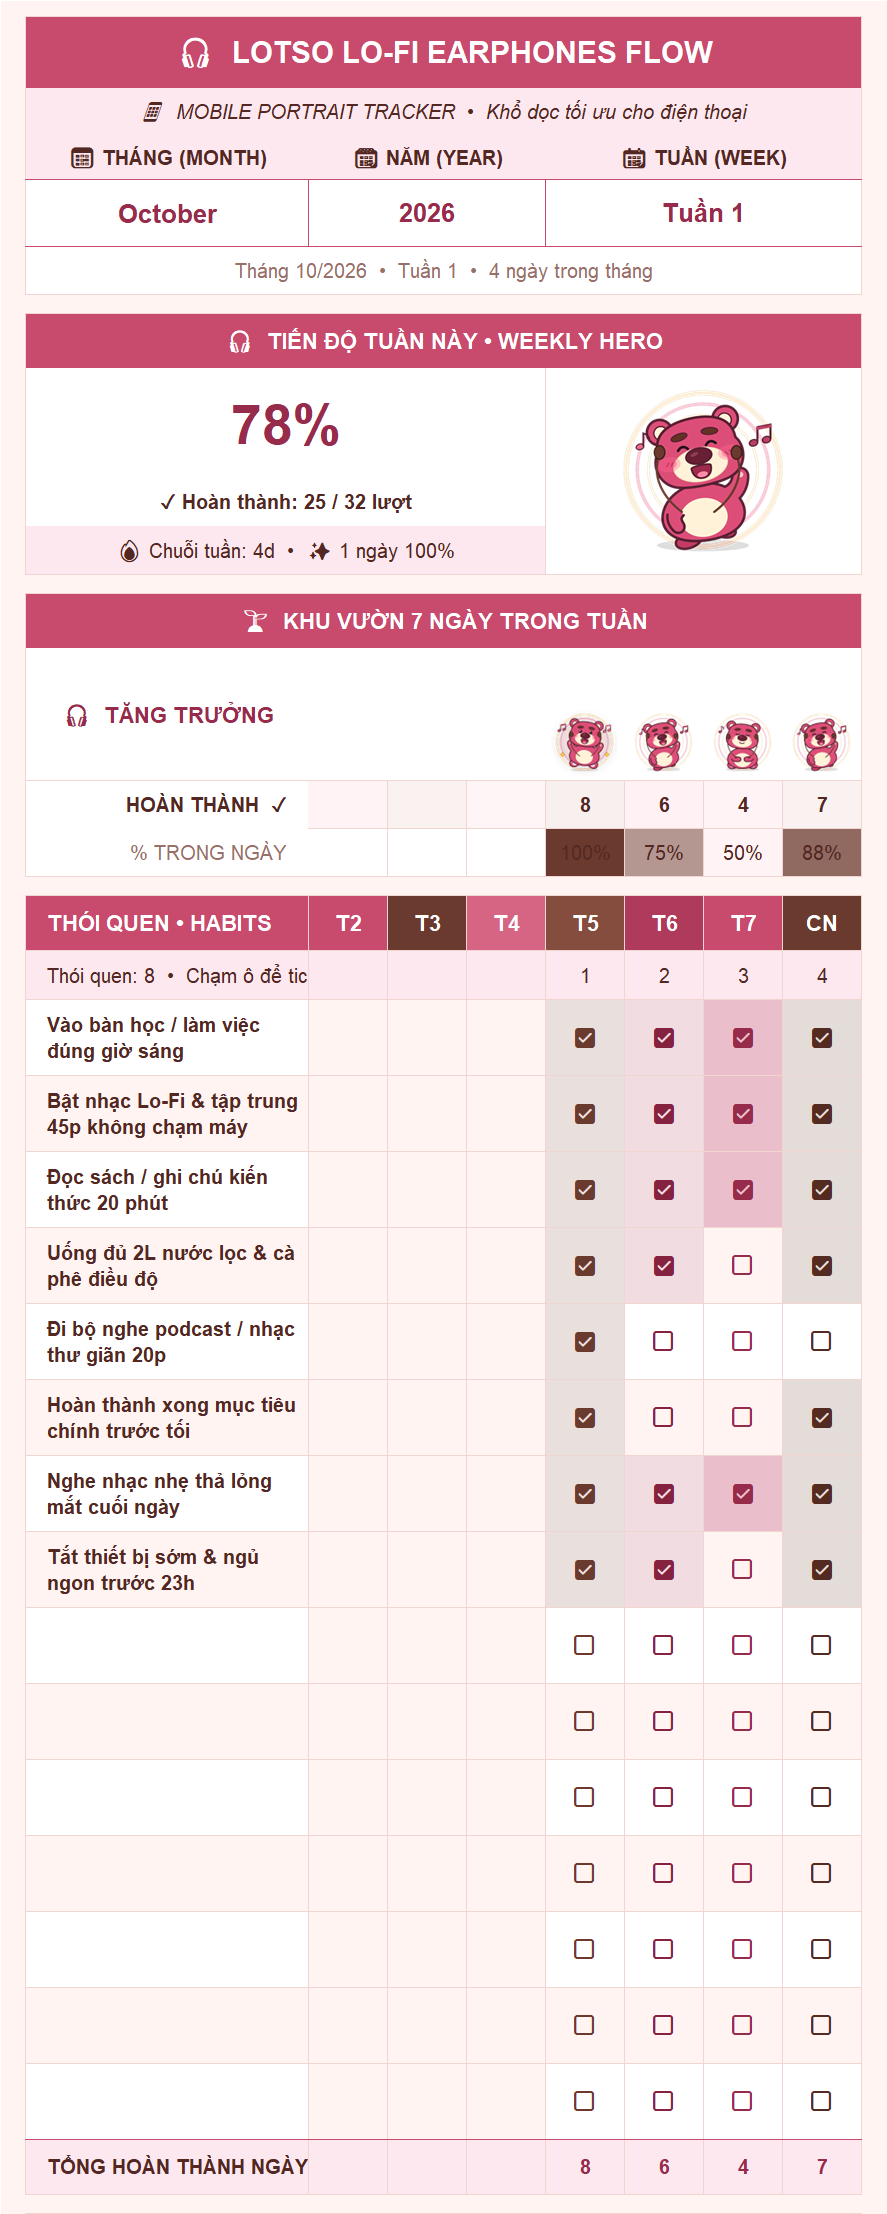 LOTSO LO-FI EARPHONES FLOW
MOBILE PORTRAIT TRACKER • Khổ dọc tối ưu cho điện thoại
THÁNG (MONTH) NĂM (YEAR) TUẦN (WEEK)
October 2026 Tuần 1
Tháng 10/2026 • Tuần 1 • 4 ngày trong tháng
TIẾN ĐỘ TUẦN NÀY • WEEKLY HERO
78%
✓ Hoàn thành: 25 / 32 lượt
Chuỗi tuần: 4d • ✨ 1 ngày 100%
KHU VƯỜN 7 NGÀY TRONG TUẦN
TĂNG TRƯỞNG
HOÀN THÀNH ✓ 8 6 4 7
% TRONG NGÀY 100% 75% 50% 88%
THÓI QUEN • HABITS T2 T3 T4 T5 T6 T7 CN
Thói quen: 8 • Chạm ô để tic 1 2 3 4
Vào bàn học / làm việc
đúng giờ sáng
Bật nhạc Lo-Fi & tập trung
45p không chạm máy
Đọc sách / ghi chú kiến
thức 20 phút
Uống đủ 2L nước lọc & cà
phê điều độ
Đi bộ nghe podcast / nhạc
thư giãn 20p
Hoàn thành xong mục tiêu
chính trước tối
Nghe nhạc nhẹ thả lỏng
mắt cuối ngày
Tắt thiết bị sớm & ngủ
ngon trước 23h
TỔNG HOÀN THÀNH NGÀY 8 6 4 7